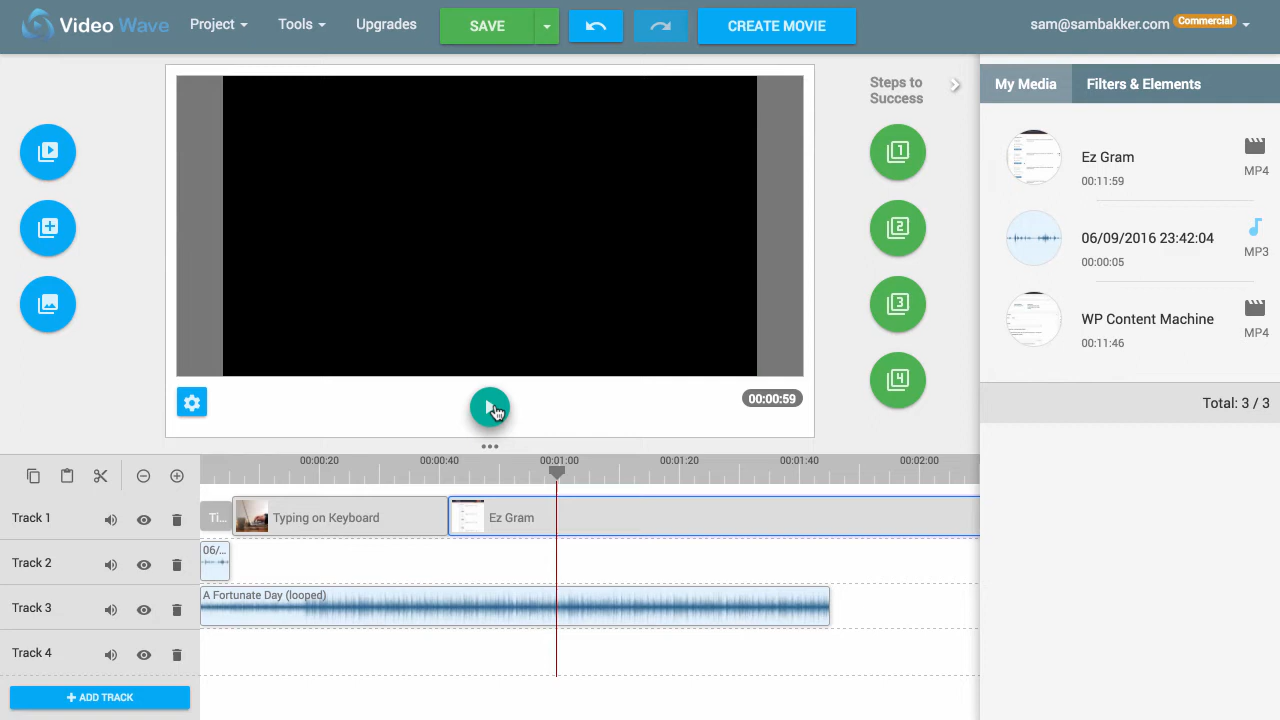 Video Wave
Project
Tools
Upgrades
SAVE
CREATE MOVIE
sam@sambakker.com
Commercial
Steps to
Success
1
2
3
4
My Media
Filters & Elements
Ez Gram
00:11:59
MP4
06/09/2016 23:42:04
00:00:05
MP3
WP Content Machine
00:11:46
MP4
Total: 3 / 3
00:00:59
00:00:20
00:00:40
00:01:00
00:01:20
00:01:40
00:02:00
Track 1
Ti...
Typing on Keyboard
Ez Gram
Track 2
06/...
Track 3
A Fortunate Day (looped)
Track 4
+ ADD TRACK